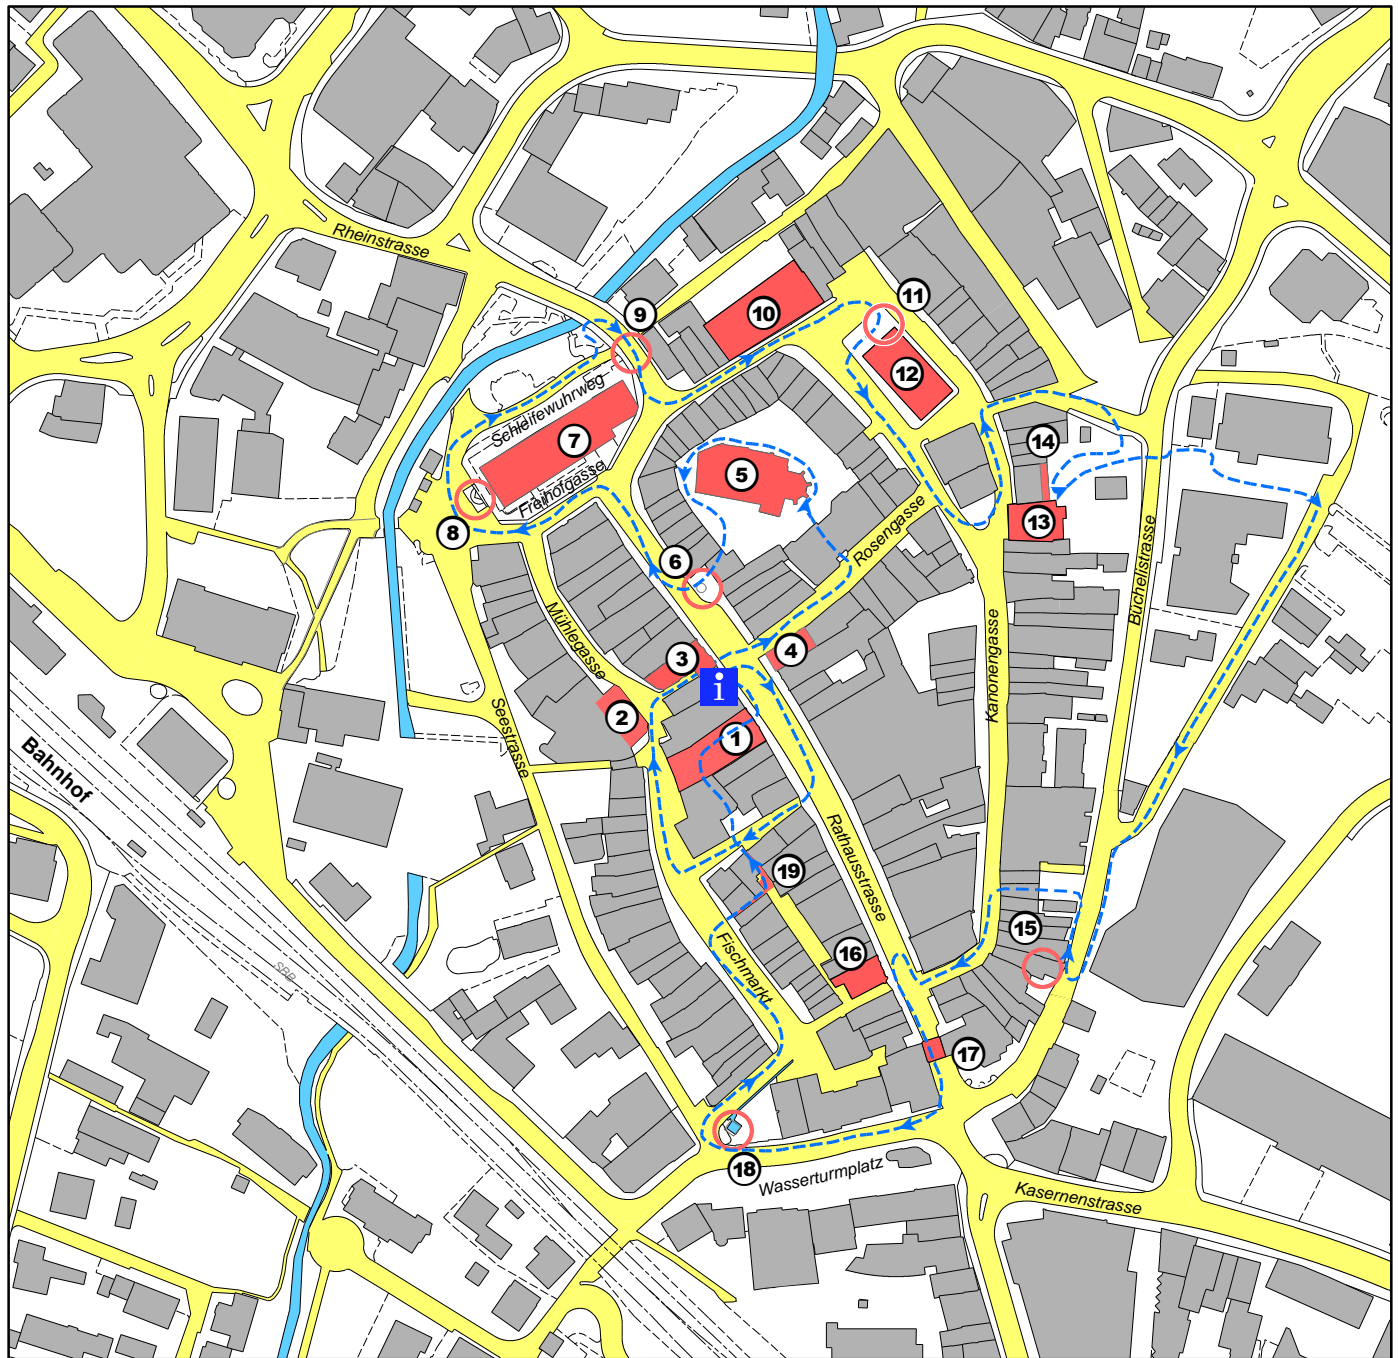 Rheinstrasse
11
9
10
12
Schleifewuhrweg
14
7
5
Freihofgasse
13
8
Rosengasse
6
Büchelistrasse
Mühlegasse
3
4
i
Kanonengasse
2
1
Seestrasse
Bahnhof
Rathausstrasse
19
15
16
Fischmarkt
SBB
17
18
Wasserturmplatz
Kasernenstrasse